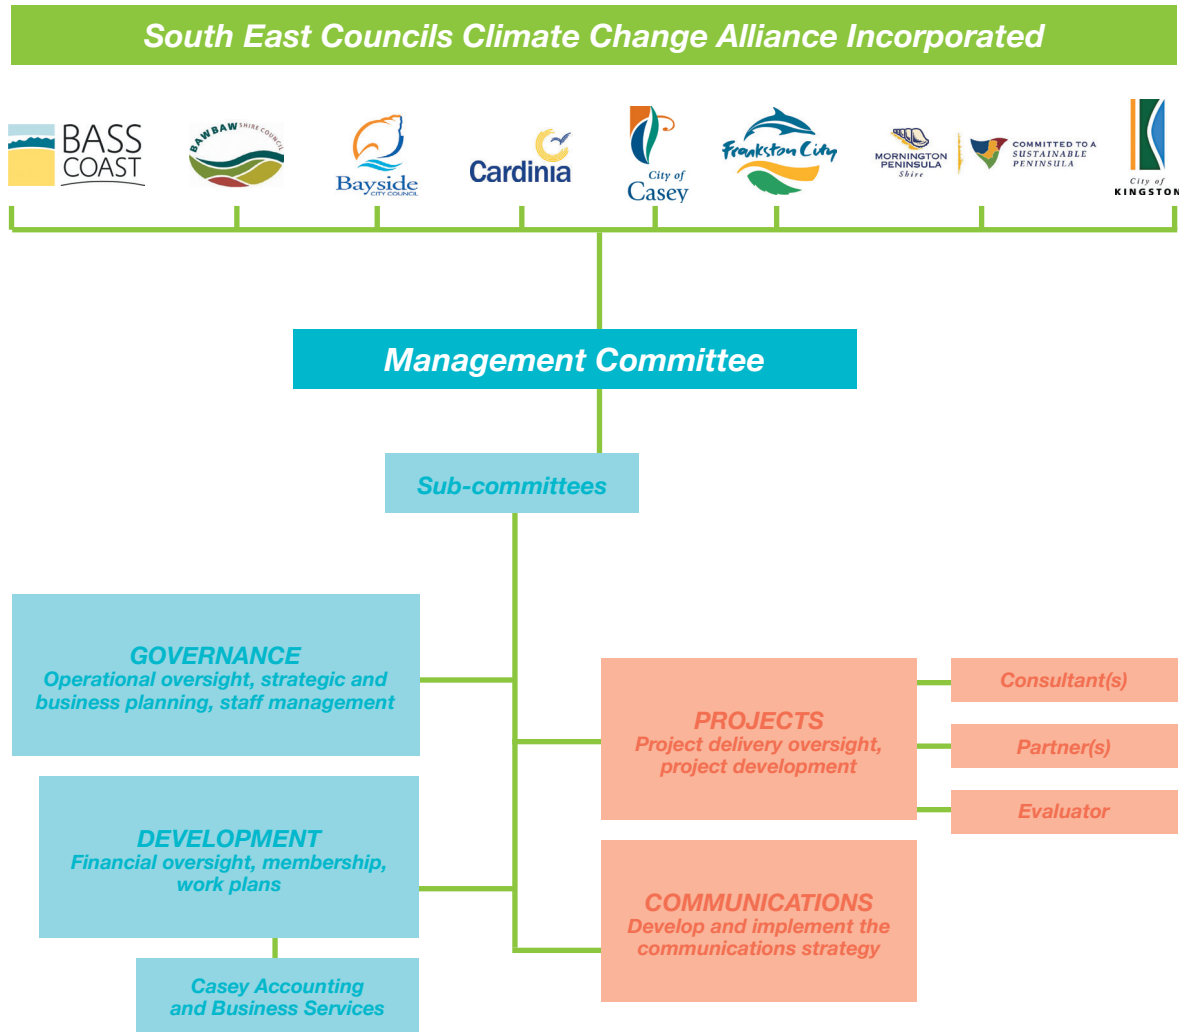 South East Councils Climate Change Alliance Incorporated
BASS
COAST
BAW BAW SHIRE COUNCIL
Bayside
CITY COUNCIL
Cardinia
City of
Casey
Frankston City
MORNINGTON
PENINSULA
Shire
COMMITTED TO A
SUSTAINABLE
PENINSULA
City of
KINGSTON
Management Committee
Sub-committees
GOVERNANCE
Operational oversight, strategic and
business planning, staff management
DEVELOPMENT
Financial oversight, membership,
work plans
Casey Accounting
and Business Services
PROJECTS
Project delivery oversight,
project development
Consultant(s)
Partner(s)
Evaluator
COMMUNICATIONS
Develop and implement the
communications strategy